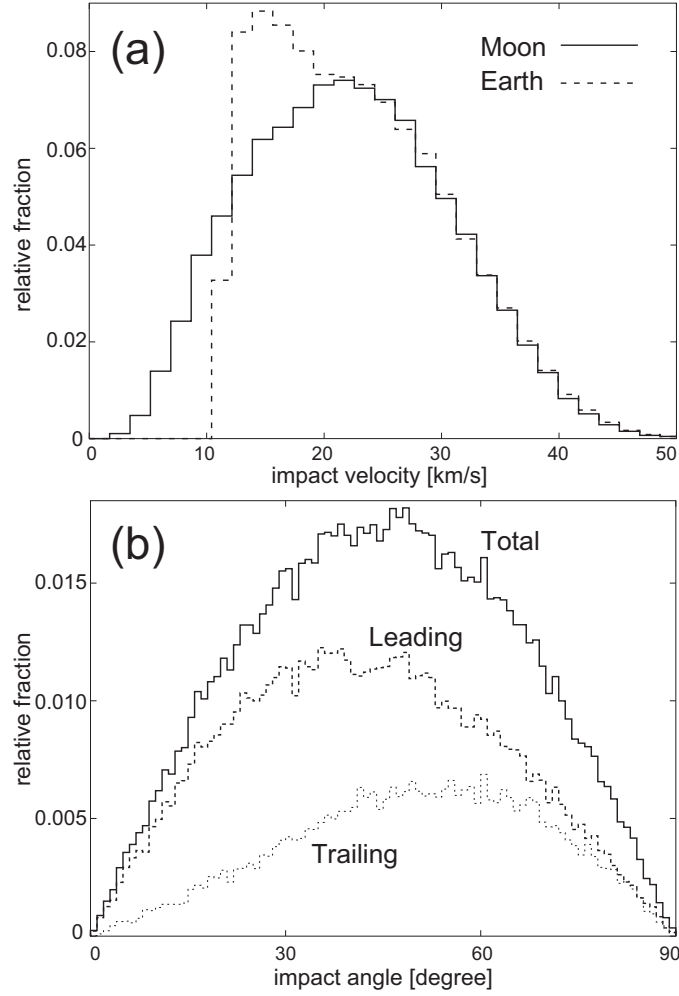 (a)
Moon
Earth
0.08
0.06
0.04
0.02
0
relative fraction
0 10 20 30 40 50
impact velocity [km/s]
(b)
Total
Leading
Trailing
0.015
0.010
0.005
0
relative fraction
0 30 60 90
impact angle [degree]